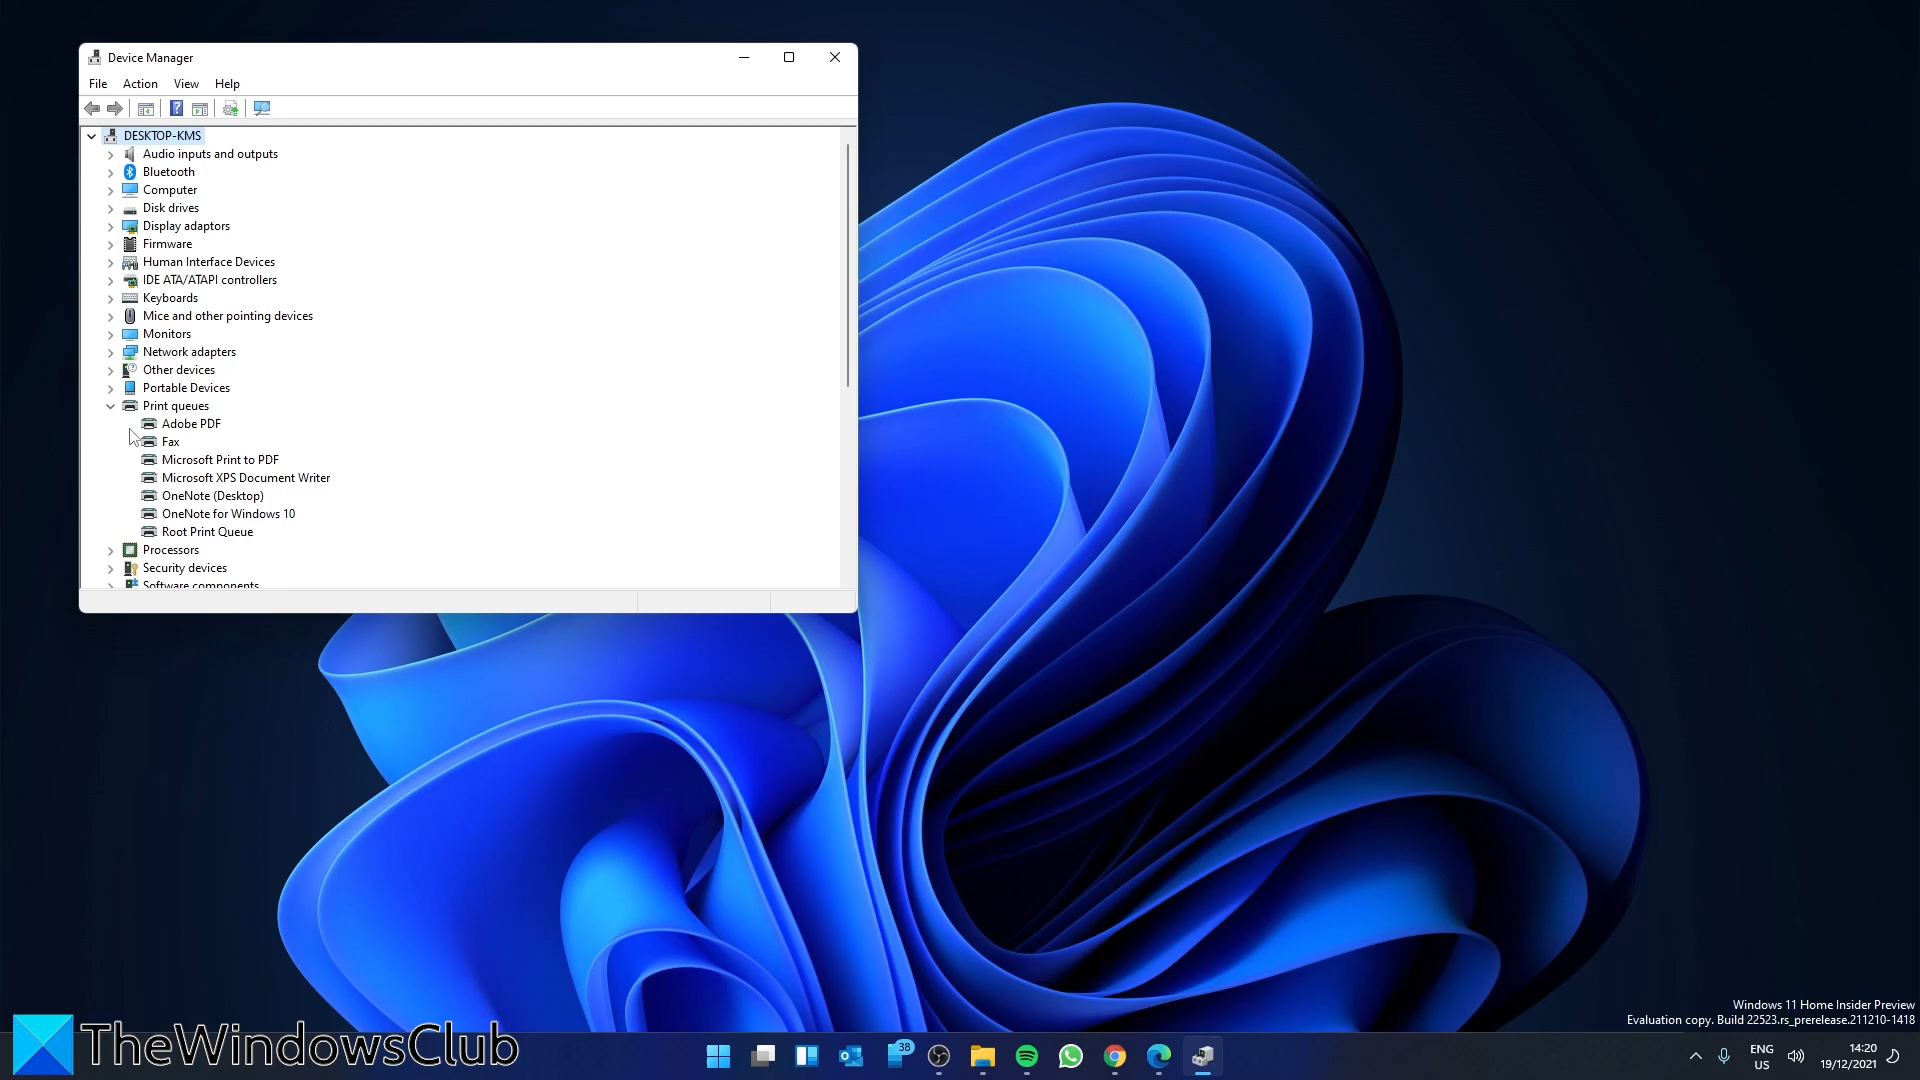 Device Manager
File Action View Help
DESKTOP-KMS
Audio inputs and outputs
Bluetooth
Computer
Disk drives
Display adaptors
Firmware
Human Interface Devices
IDE ATA/ATAPI controllers
Keyboards
Mice and other pointing devices
Monitors
Network adapters
Other devices
Portable Devices
Print queues
Adobe PDF
Fax
Microsoft Print to PDF
Microsoft XPS Document Writer
OneNote (Desktop)
OneNote for Windows 10
Root Print Queue
Processors
Security devices
Software components
Windows 11 Home Insider Preview
Evaluation copy. Build 22523.rs_prerelease.211210-1418
TheWindowsClub
38
ENG
US
14:20
19/12/2021